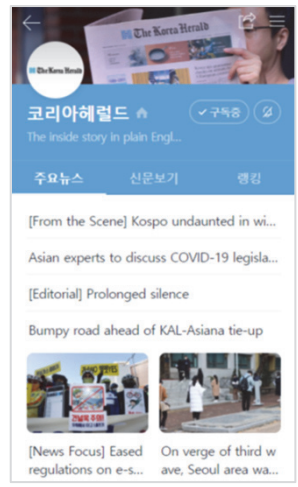 The Korea Herald
The Korea Herald
코리아헤럴드
구독중
The inside story in plain Engl...
주요뉴스
신문보기
랭킹
[From the Scene] Kospo undaunted in wi...
Asian experts to discuss COVID-19 legisla...
[Editorial] Prolonged silence
Bumpy road ahead of KAL-Asiana tie-up
[News Focus] Eased
regulations on e-s...
On verge of third w
ave, Seoul area wa...